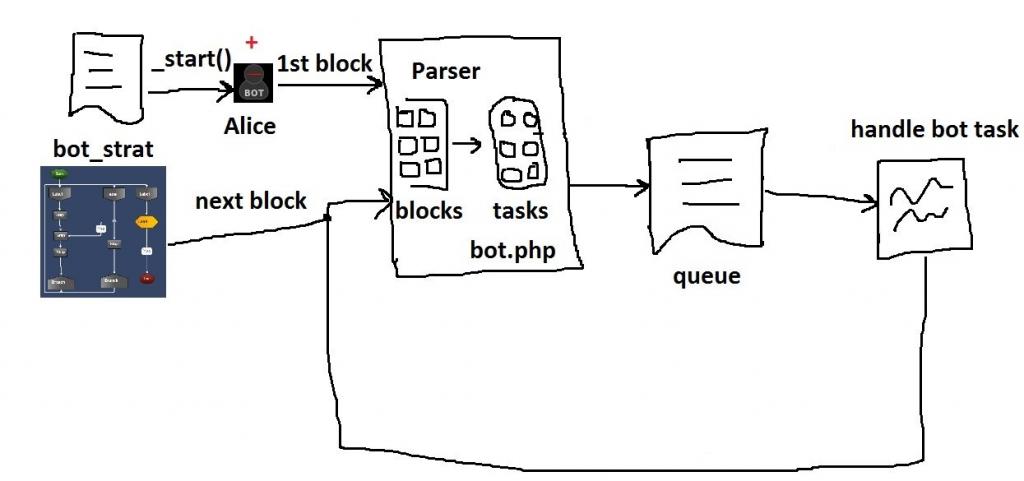 _start()
+
1st block
Parser
BOT
Alice
handle bot task
bot_strat
next block
blocks
tasks
bot.php
queue